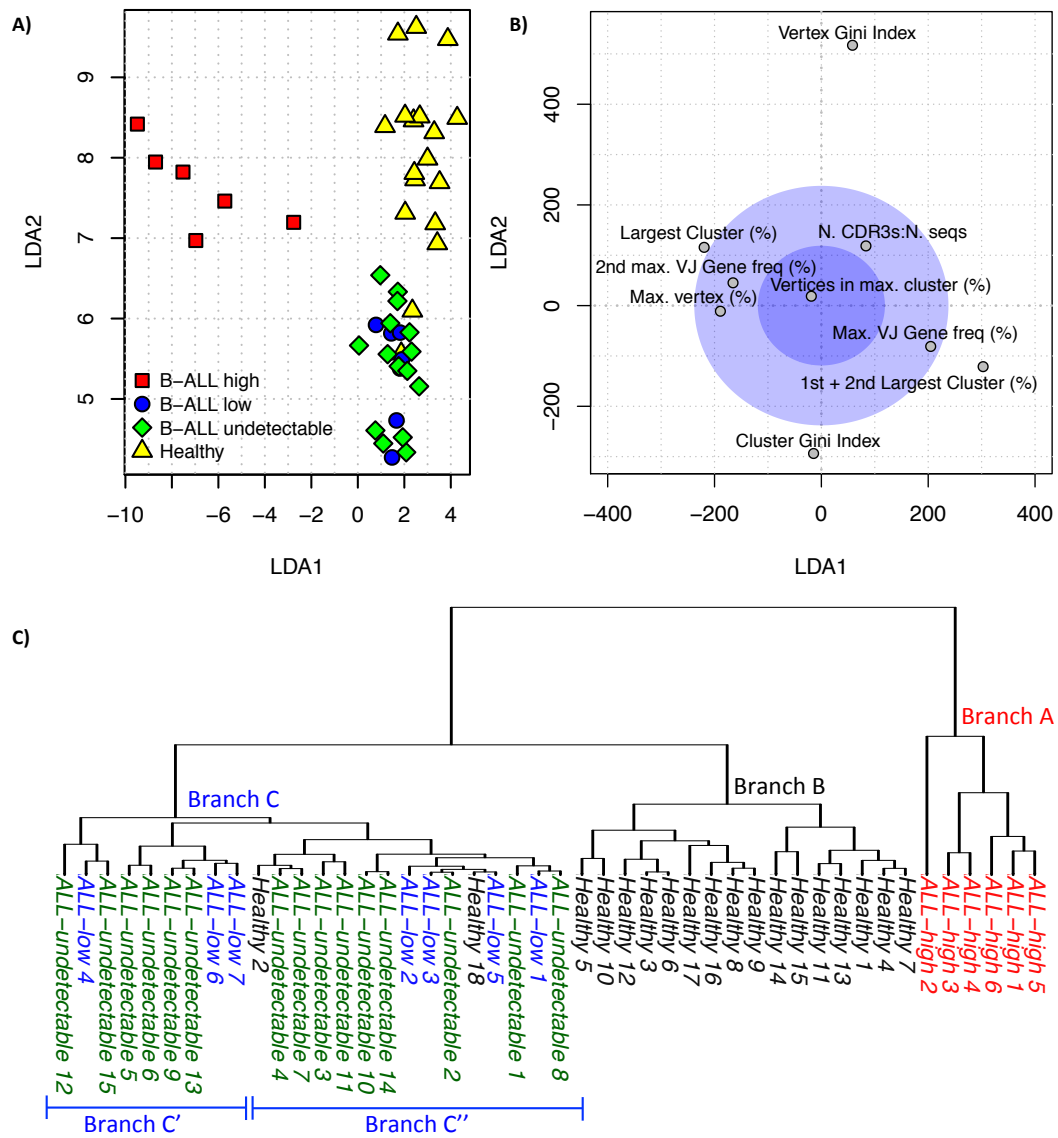 A)
9
8
7
6
5
LDA2
B-ALL high
B-ALL low
B-ALL undetectable
Healthy
−10
−6
−4
−2
0
2
4
LDA1
B)
400
200
0
−200
LDA2
Vertex Gini Index
Largest Cluster (%)
N. CDR3s:N. seqs
2nd max. VJ Gene freq (%)
Vertices in max. cluster (%)
Max. vertex (%)
Max. VJ Gene freq (%)
1st + 2nd Largest Cluster (%)
Cluster Gini Index
−400
−200
0
200
400
LDA1
C)
Branch A
Branch B
Branch C
ALL−undetectable 12
ALL−low 4
ALL−undetectable 15
ALL−undetectable 5
ALL−undetectable 6
ALL−undetectable 9
ALL−undetectable 13
ALL−low 6
ALL−low 7
Healthy 2
ALL−undetectable 4
ALL−undetectable 7
ALL−undetectable 3
ALL−undetectable 11
ALL−undetectable 10
ALL−undetectable 14
ALL−low 2
ALL−low 3
ALL−undetectable 2
Healthy 18
ALL−low 5
ALL−undetectable 1
ALL−low 1
ALL−undetectable 8
Healthy 5
Healthy 10
Healthy 12
Healthy 3
Healthy 6
Healthy 17
Healthy 16
Healthy 8
Healthy 9
Healthy 14
Healthy 15
Healthy 11
Healthy 13
Healthy 1
Healthy 4
Healthy 7
ALL−high 2
ALL−high 3
ALL−high 4
ALL−high 6
ALL−high 1
ALL−high 5
Branch C’
Branch C’’